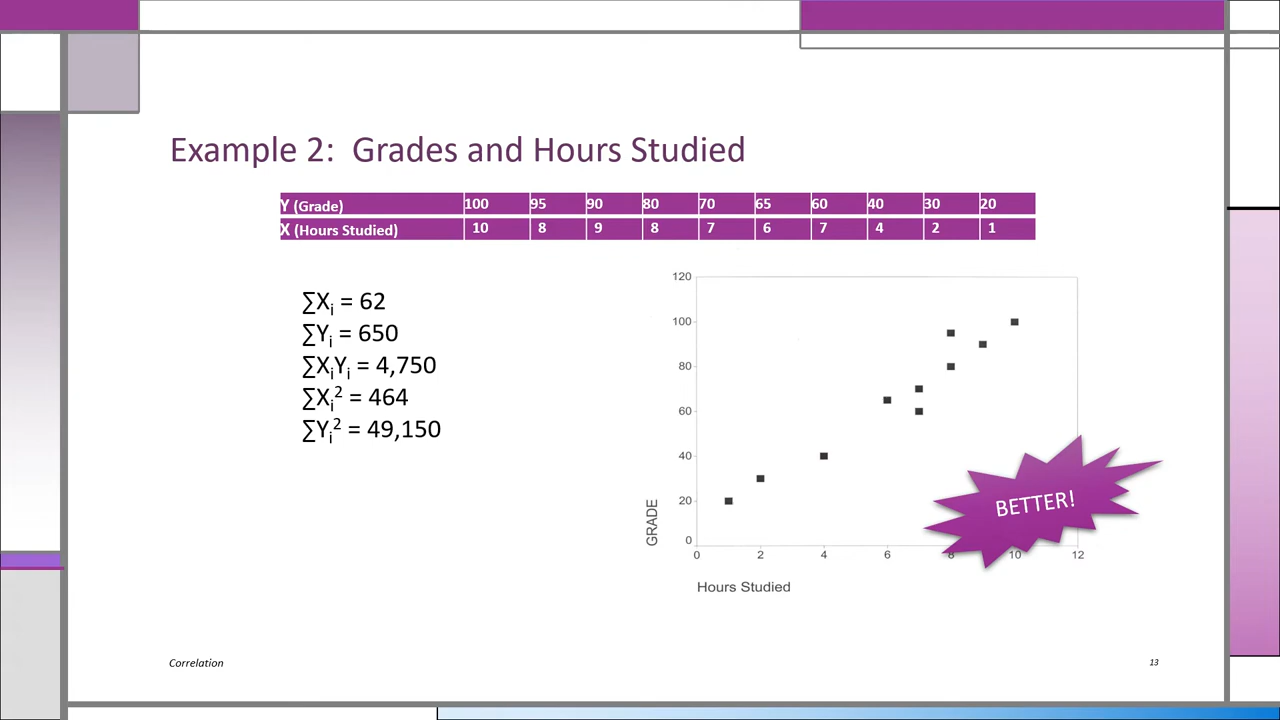 Example 2: Grades and Hours Studied
Y (Grade) 100 95 90 80 70 65 60 40 30 20
X (Hours Studied) 10 8 9 8 7 6 7 4 2 1
∑Xi = 62
∑Yi = 650
∑XiYi = 4,750
∑Xi² = 464
∑Yi² = 49,150
120
100
80
60
40
20
0
GRADE
0 2 4 6 8 10 12
Hours Studied
BETTER!
Correlation
13